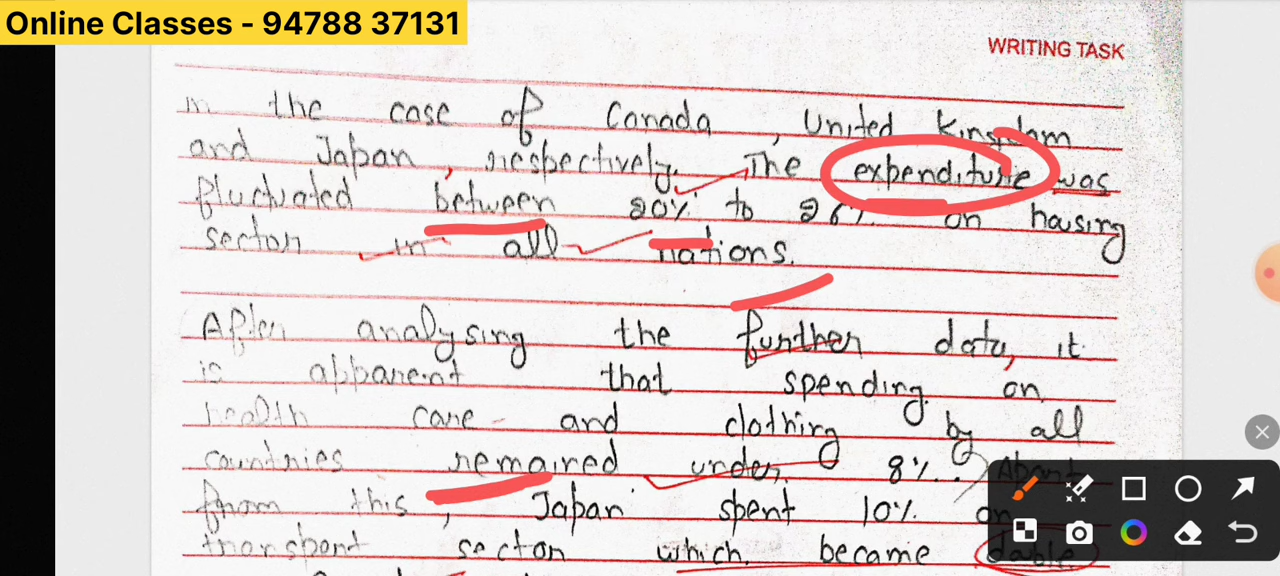 Online Classes - 94788 37131
WRITING TASK
in the case of Canada, United Kingdom
and Japan, respectively. The expenditure was
fluctuated between 20% to 26% on housing
sector in all nations.
After analysing the further data, it
is apparent that spending on
health care and clothing by all
countries remained under 8%. Apart
from this, Japan spent 10% on
transport sector which became double